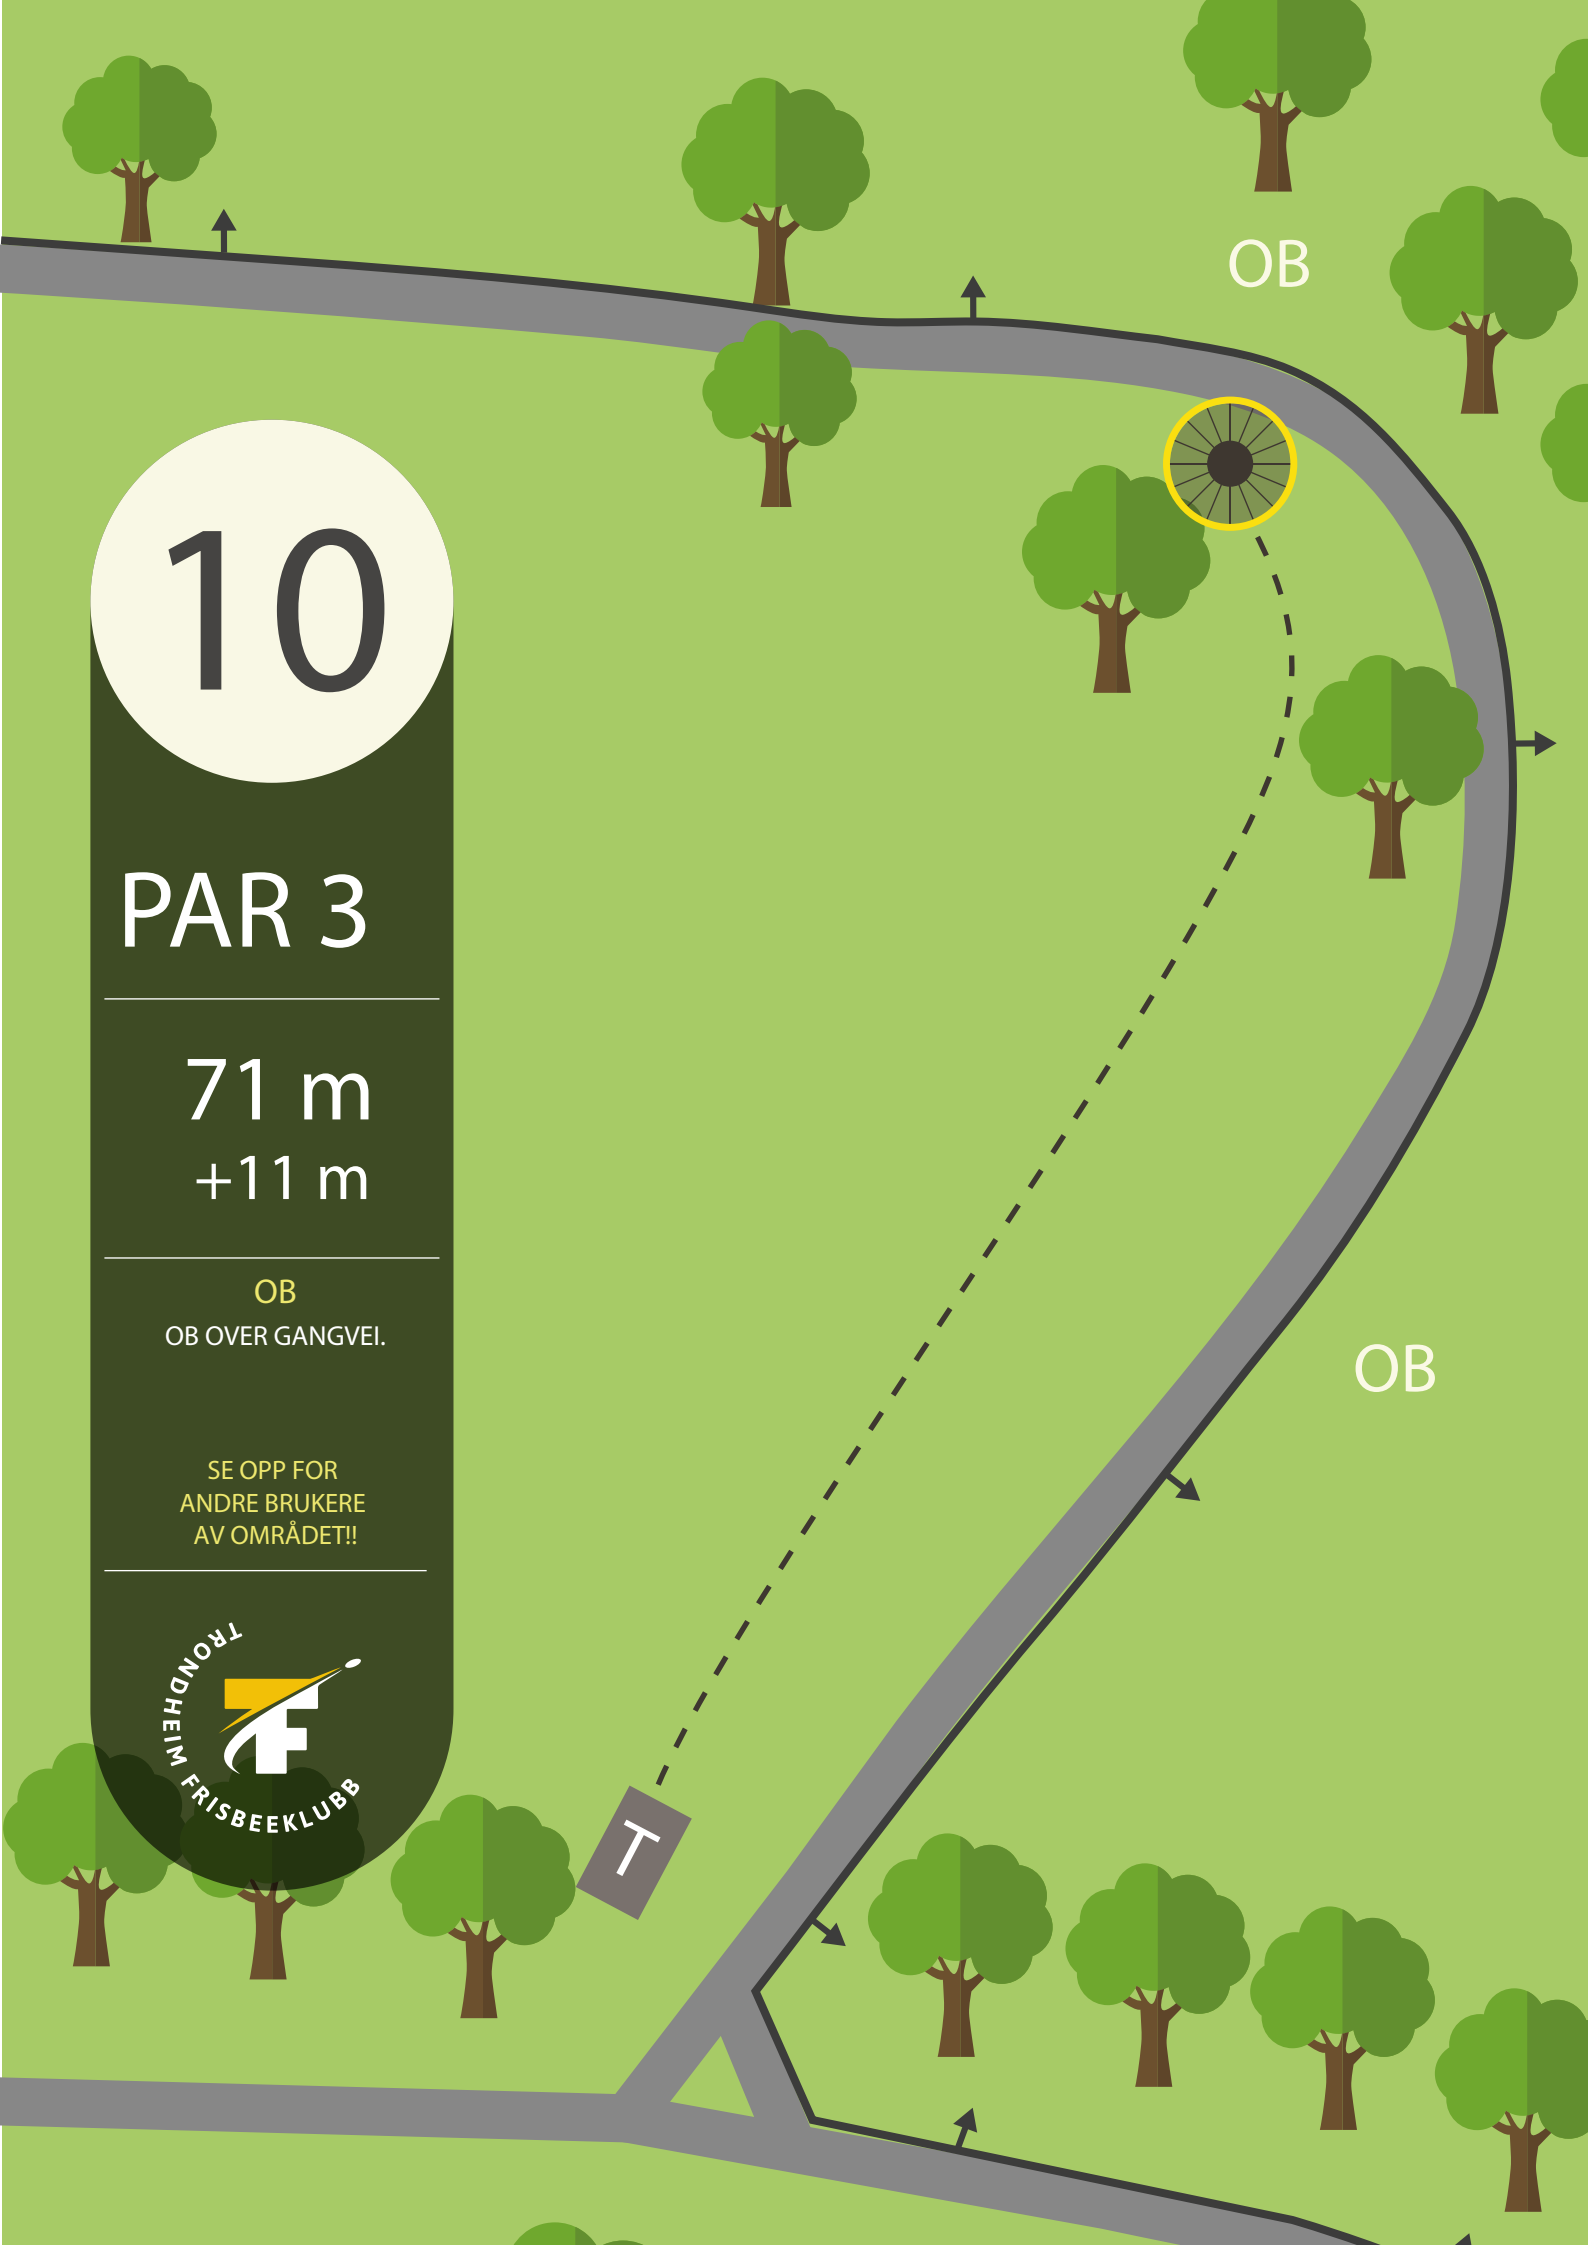 OB
10
PAR 3
71 m
+11 m
OB
OB OVER GANGVEI.
OB
SE OPP FOR
ANDRE BRUKERE
AV OMRÅDET!!
TRONDHEIM FRISBEEKLUBB
TF
T